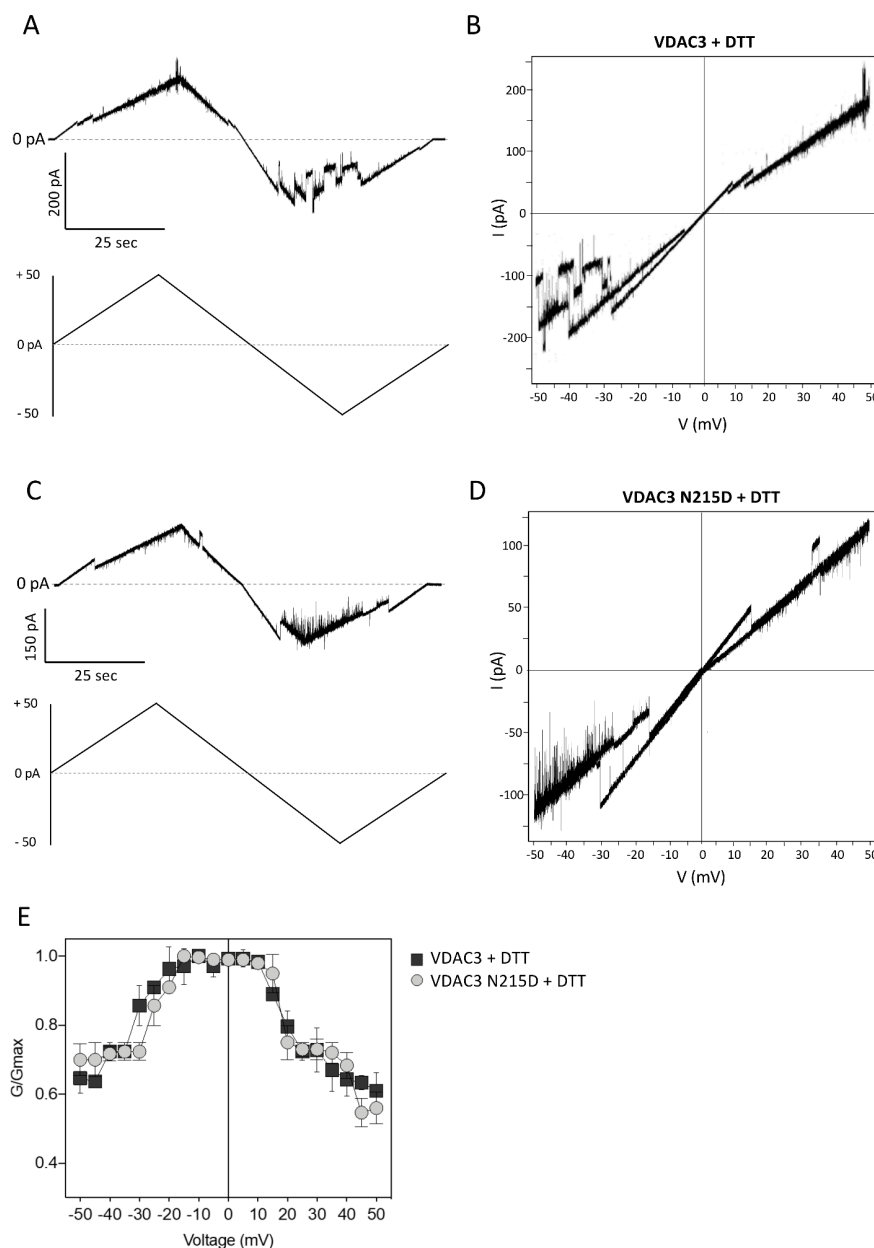 A
0 pA
200 pA
25 sec
+ 50
0 pA
- 50
B
VDAC3 + DTT
200
100
0
-100
-200
I (pA)
-50 -40 -30 -20 -10 0 10 20 30 40 50
V (mV)
C
0 pA
150 pA
25 sec
+ 50
0 pA
- 50
D
VDAC3 N215D + DTT
100
50
0
-50
-100
I (pA)
-50 -40 -30 -20 -10 0 10 20 30 40 50
V (mV)
E
1.0
0.8
0.6
0.4
G/Gmax
-50 -40 -30 -20 -10 0 10 20 30 40 50
Voltage (mV)
VDAC3 + DTT
VDAC3 N215D + DTT